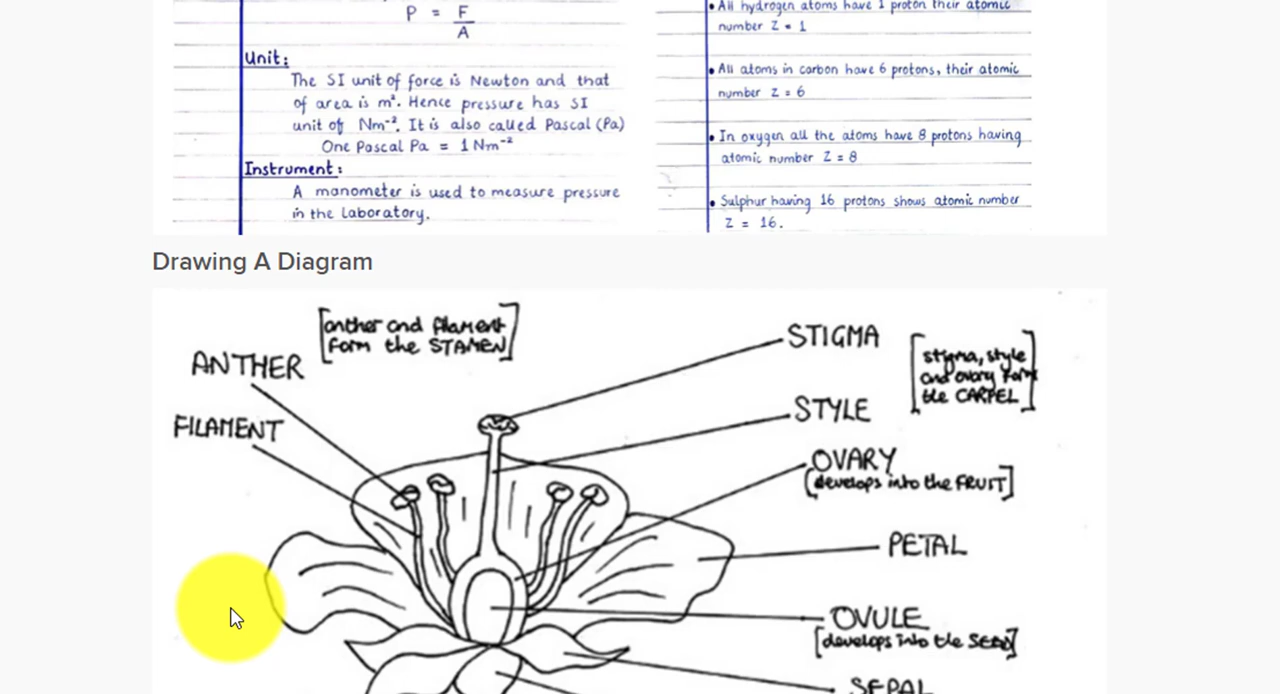 P = F
A
Unit:
The SI unit of force is Newton and that
of area is m². Hence pressure has SI
unit of Nm⁻². It is also called Pascal (Pa)
One Pascal Pa = 1 Nm⁻²
Instrument:
A manometer is used to measure pressure
in the laboratory.
• All hydrogen atoms have 1 proton their atomic
number Z = 1
• All atoms in carbon have 6 protons, their atomic
number Z = 6
• In oxygen all the atoms have 8 protons having
atomic number Z = 8
• Sulphur having 16 protons shows atomic number
Z = 16.
Drawing A Diagram
[anther and filament
form the STAMEN]
ANTHER
FILAMENT
STIGMA
[stigma, style
and ovary form
the CARPEL]
STYLE
OVARY
[develops into the FRUIT]
PETAL
OVULE
[develops into the SEED]
SEPAL